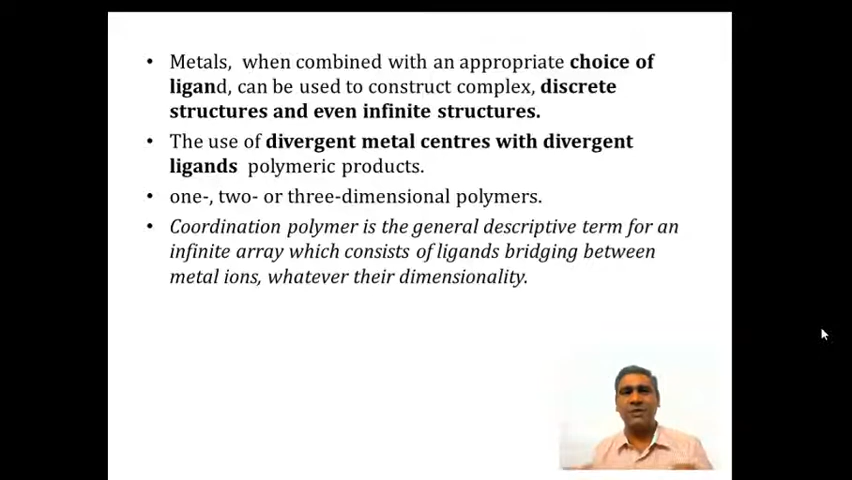 • Metals, when combined with an appropriate choice of
ligand, can be used to construct complex, discrete
structures and even infinite structures.
• The use of divergent metal centres with divergent
ligands polymeric products.
• one-, two- or three-dimensional polymers.
• Coordination polymer is the general descriptive term for an
infinite array which consists of ligands bridging between
metal ions, whatever their dimensionality.